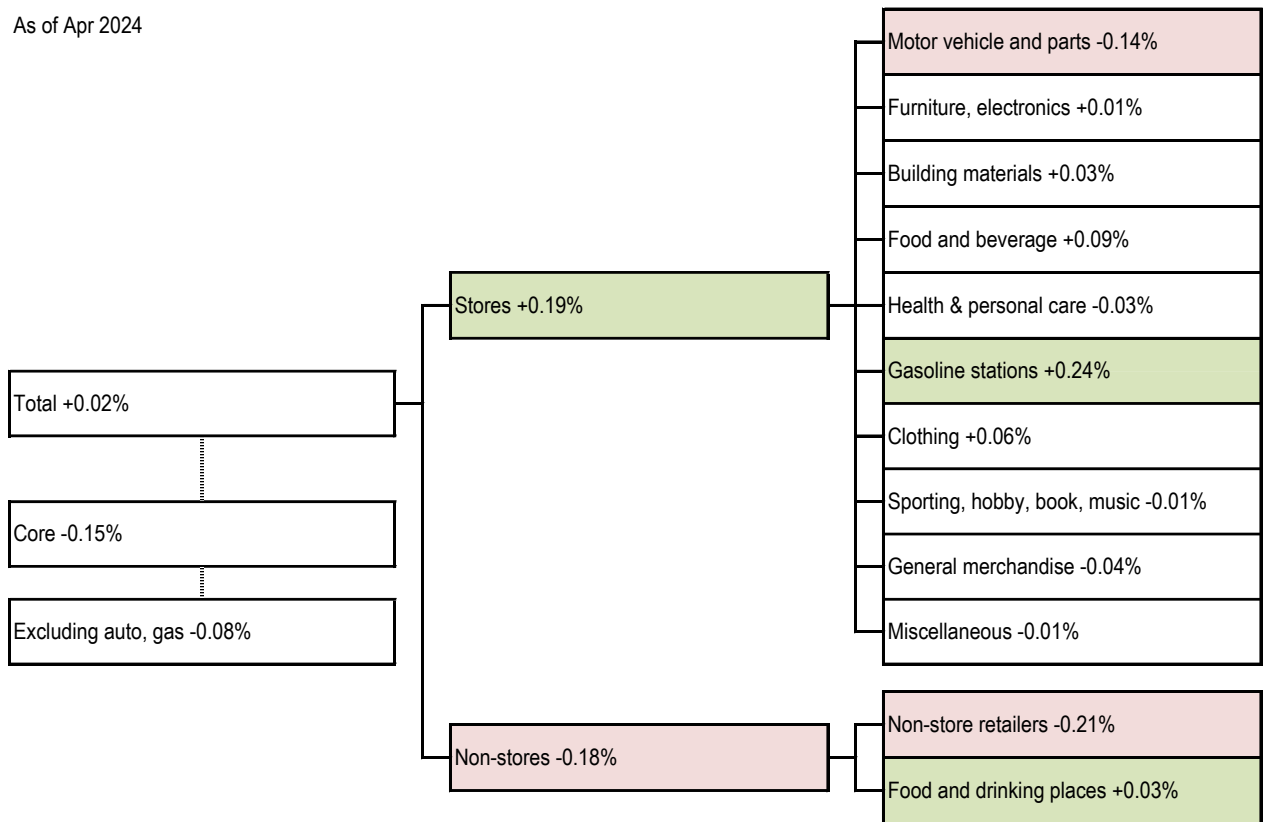 As of Apr 2024
Total +0.02%
Core -0.15%
Excluding auto, gas -0.08%
Stores +0.19%
Non-stores -0.18%
Motor vehicle and parts -0.14%
Furniture, electronics +0.01%
Building materials +0.03%
Food and beverage +0.09%
Health & personal care -0.03%
Gasoline stations +0.24%
Clothing +0.06%
Sporting, hobby, book, music -0.01%
General merchandise -0.04%
Miscellaneous -0.01%
Non-store retailers -0.21%
Food and drinking places +0.03%